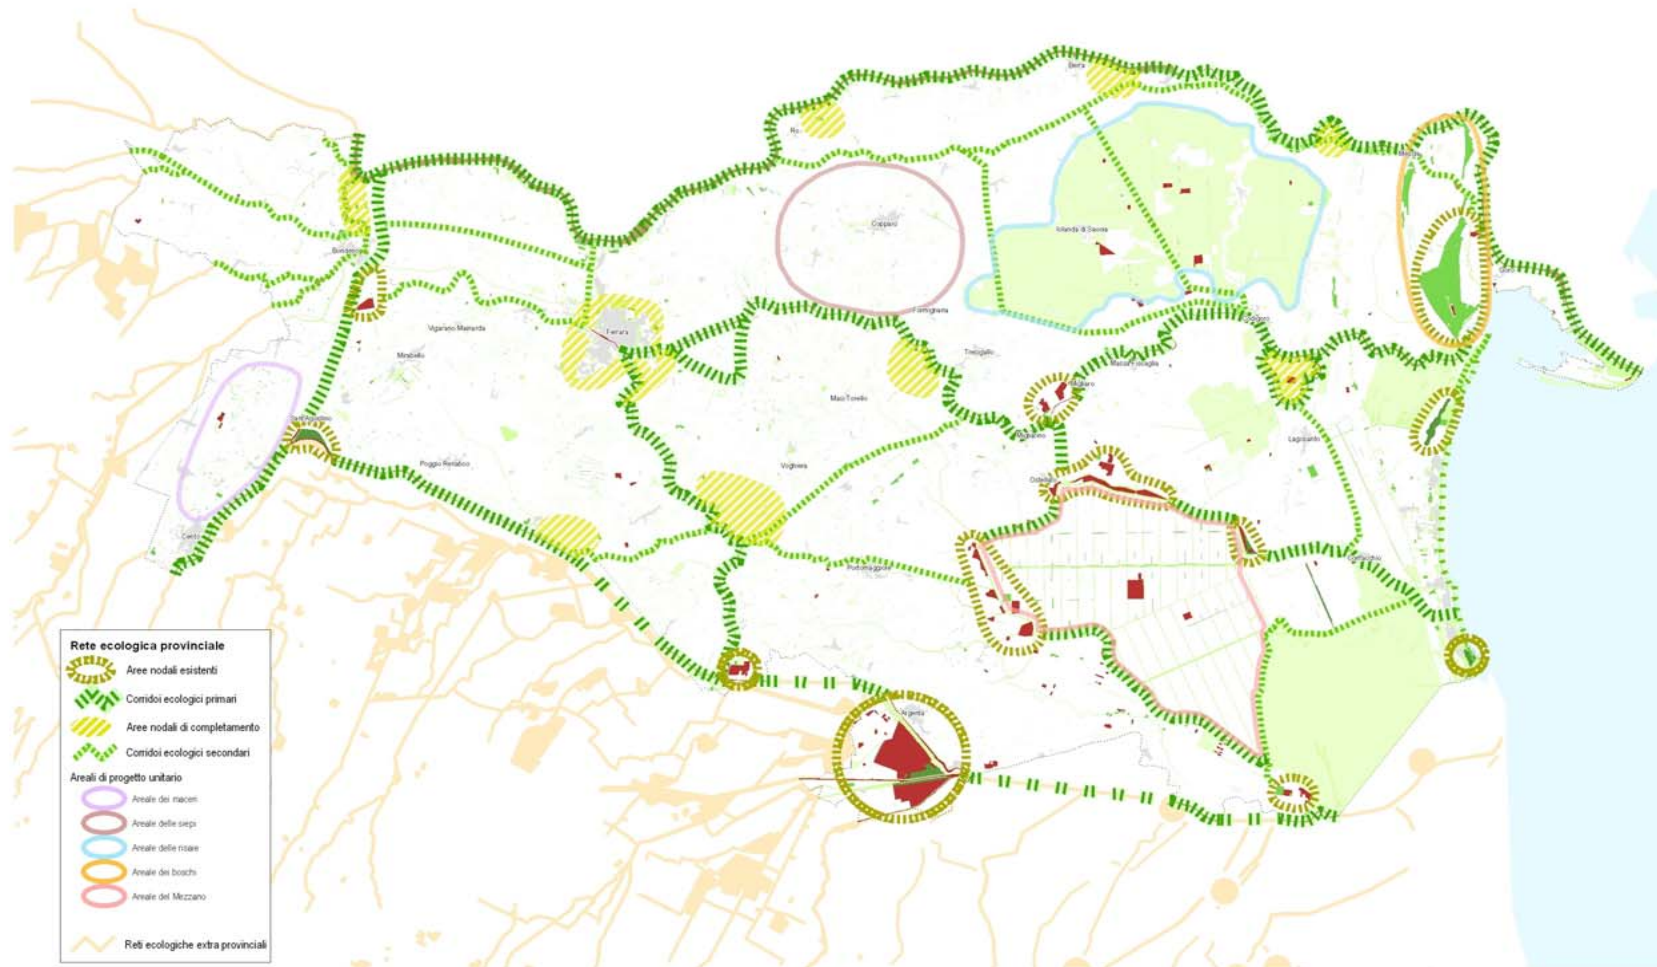 Berra
Ro
Mesola
Copparo
Jolanda di Savoia
Bondeno
Goro
Formignana
Codigoro
Vigarano Mainarda
Ferrara
Mirabello
Tresigallo
Massa Fiscaglia
Migliaro
Masi Torello
Sant'Agostino
Migliarino
Lagosanto
Poggio Renatico
Voghiera
Ostellato
Cento
Comacchio
Portomaggiore
Argenta
Rete ecologica provinciale
Aree nodali esistenti
Corridoi ecologici primari
Aree nodali di completamento
Corridoi ecologici secondari
Areali di progetto unitario
Areale dei maceri
Areale delle siepi
Areale delle risaie
Areale dei boschi
Areale del Mezzano
Reti ecologiche extra provinciali